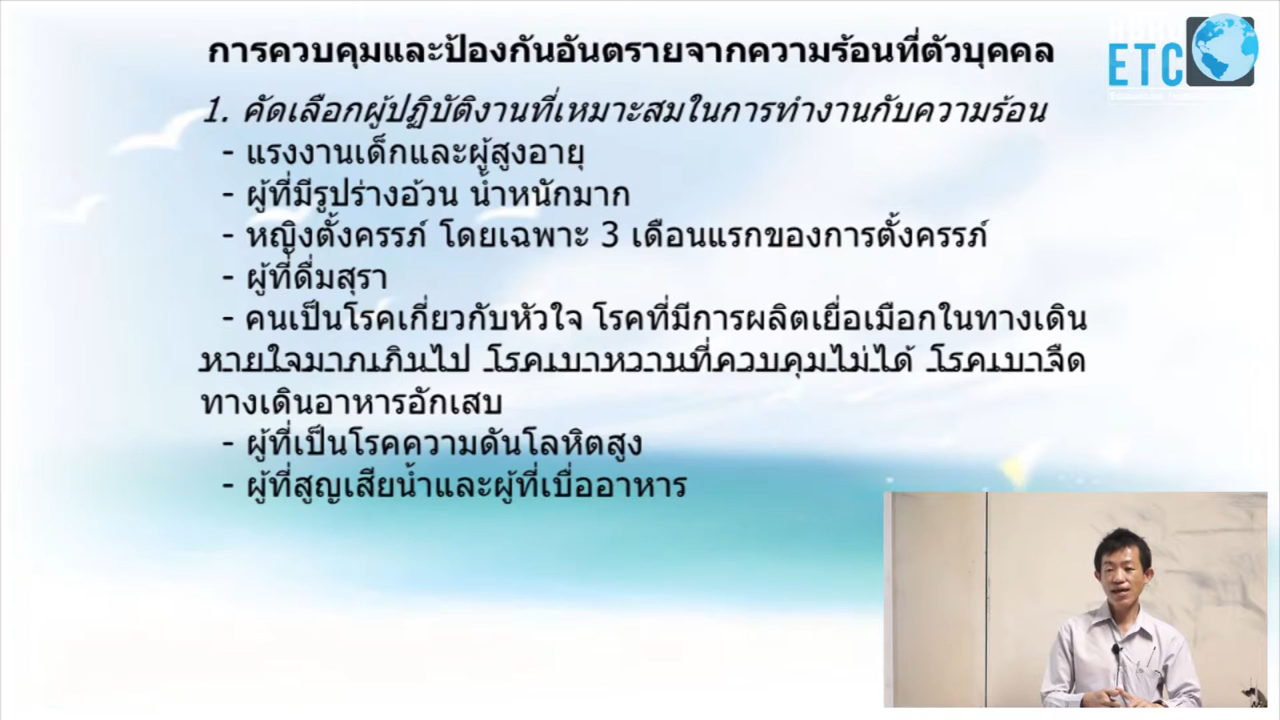 การควบคุมและป้องกันอันตรายจากความร้อนที่ตัวบุคคล
ETC
1. คัดเลือกผู้ปฏิบัติงานที่เหมาะสมในการทำงานกับความร้อน
- แรงงานเด็กและผู้สูงอายุ
- ผู้ที่มีรูปร่างอ้วน น้ำหนักมาก
- หญิงตั้งครรภ์ โดยเฉพาะ 3 เดือนแรกของการตั้งครรภ์
- ผู้ที่ดื่มสุรา
- คนเป็นโรคเกี่ยวกับหัวใจ โรคที่มีการผลิตเยื่อเมือกในทางเดิน
หายใจมากเกินไป โรคเบาหวานที่ควบคุมไม่ได้ โรคเบาจืด
ทางเดินอาหารอักเสบ
- ผู้ที่เป็นโรคความดันโลหิตสูง
- ผู้ที่สูญเสียน้ำและผู้ที่เบื่ออาหาร